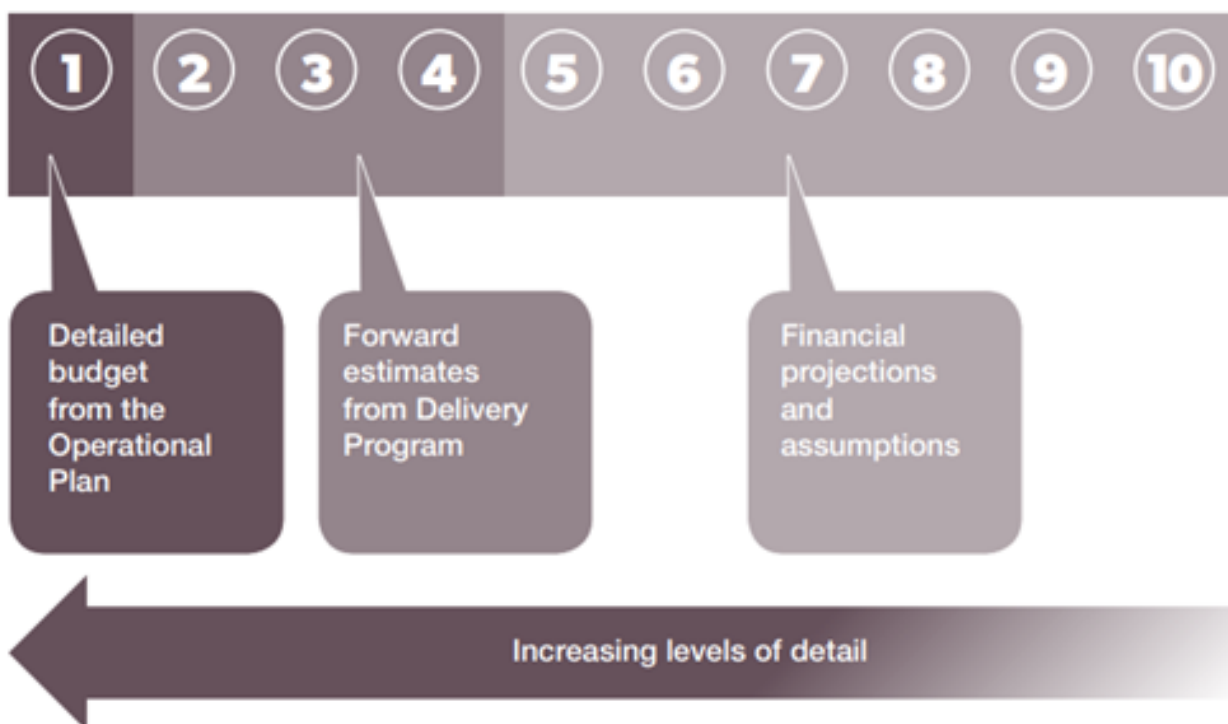 1 2 3 4 5 6 7 8 9 10
Detailed
budget
from the
Operational
Plan
Forward
estimates
from Delivery
Program
Financial
projections
and
assumptions
Increasing levels of detail